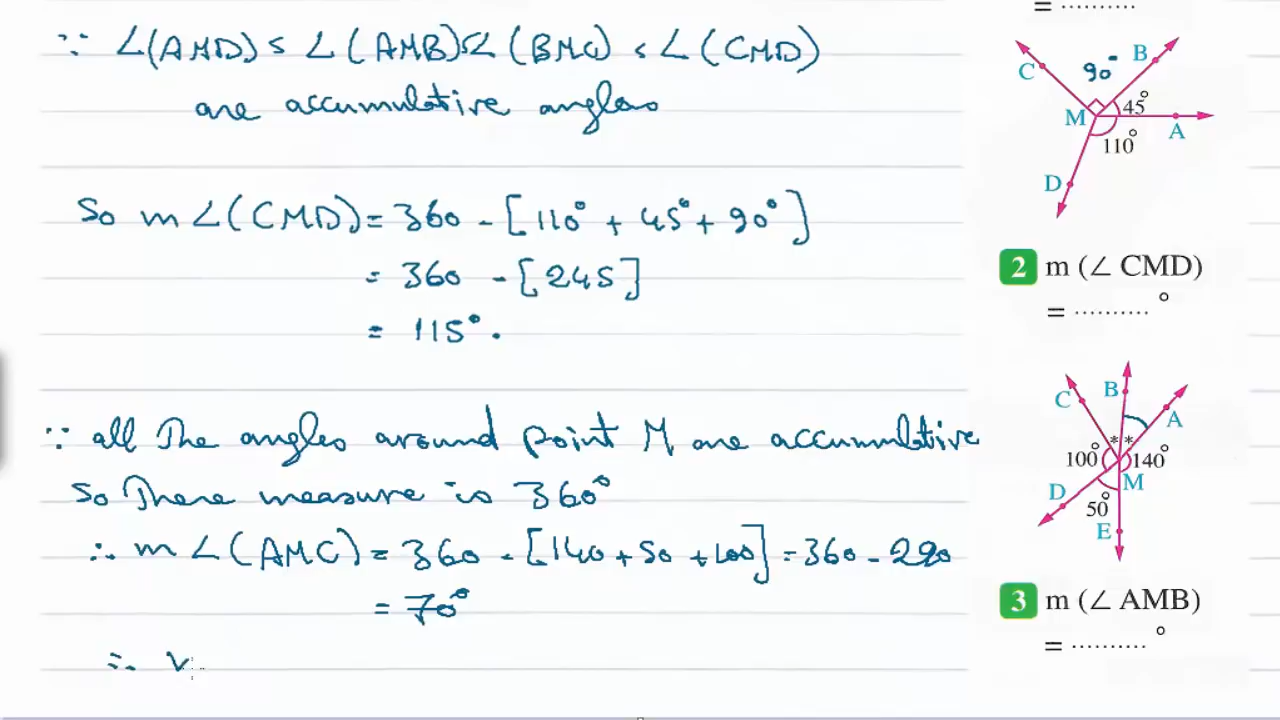 ∵ ∠(AMD) ، ∠(AMB) ، ∠(BMC) ، ∠(CMD)
are accumulative angles
So m∠(CMD) = 360 - [110° + 45° + 90°]
= 360 - [245]
= 115°.
∵ all The angles around point M are accumulative
So There measure is 360°
∴ m∠(AMC) = 360 - [140 + 50 + 100] = 360 - 290
= 70°
∴
= ..........
C
90°
B
M
45°
A
110°
D
2 m (∠ CMD)
= .......... °
C
B
A
* *
100°
140°
D
M
50°
E
3 m (∠ AMB)
= .......... °